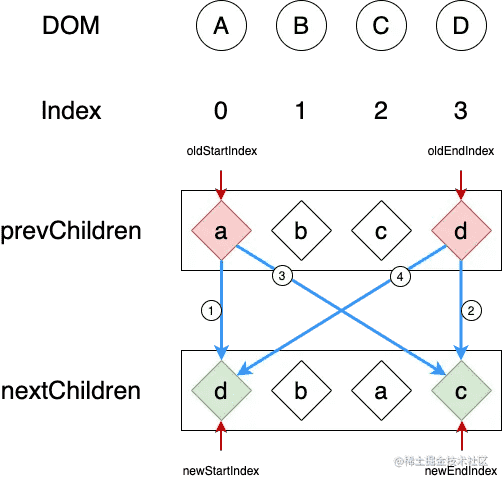 DOM A B C D
Index 0 1 2 3
oldStartIndex oldEndIndex
prevChildren a b c d
3 4
1 2
nextChildren d b a c
@稀土掘金技术社区
newStartIndex newEndIndex